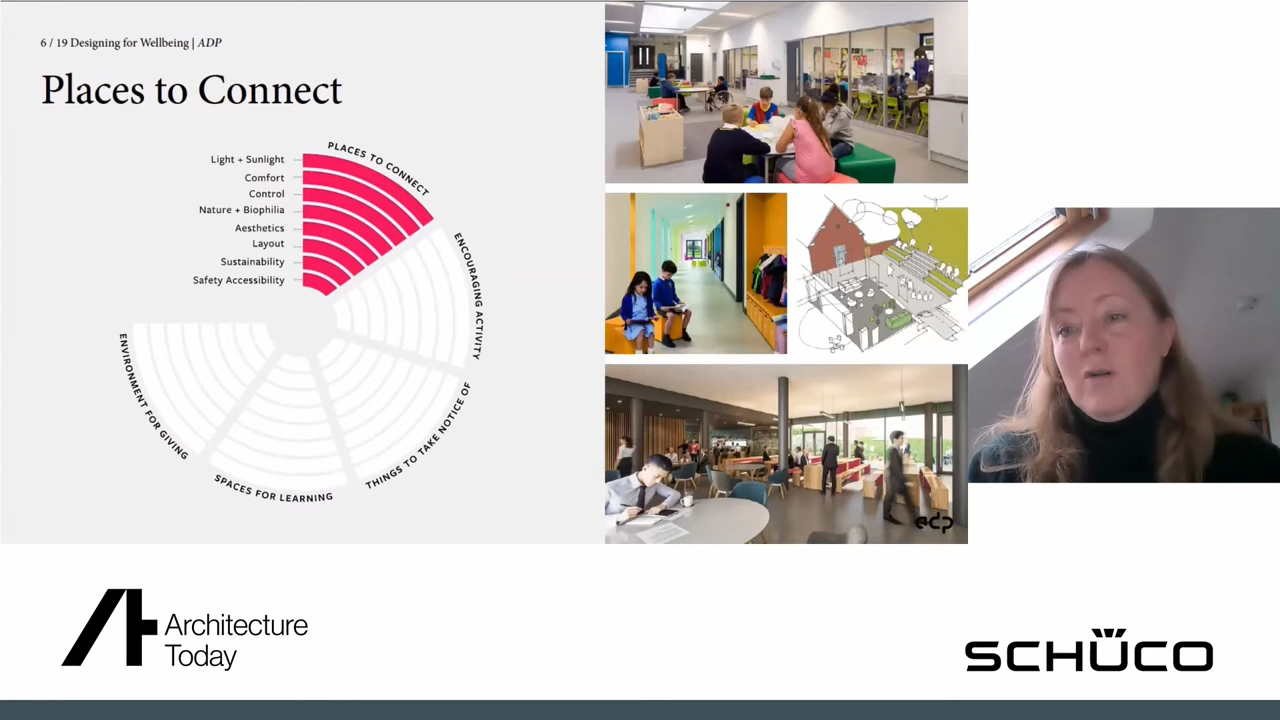 6 / 19 Designing for Wellbeing | ADP
Places to Connect
Light + Sunlight
Comfort
Control
Nature + Biophilia
Aesthetics
Layout
Sustainability
Safety Accessibility
PLACES TO CONNECT
ENCOURAGING ACTIVITY
THINGS TO TAKE NOTICE OF
SPACES FOR LEARNING
ENVIRONMENT FOR GIVING
adp
Architecture
Today
SCHÜCO